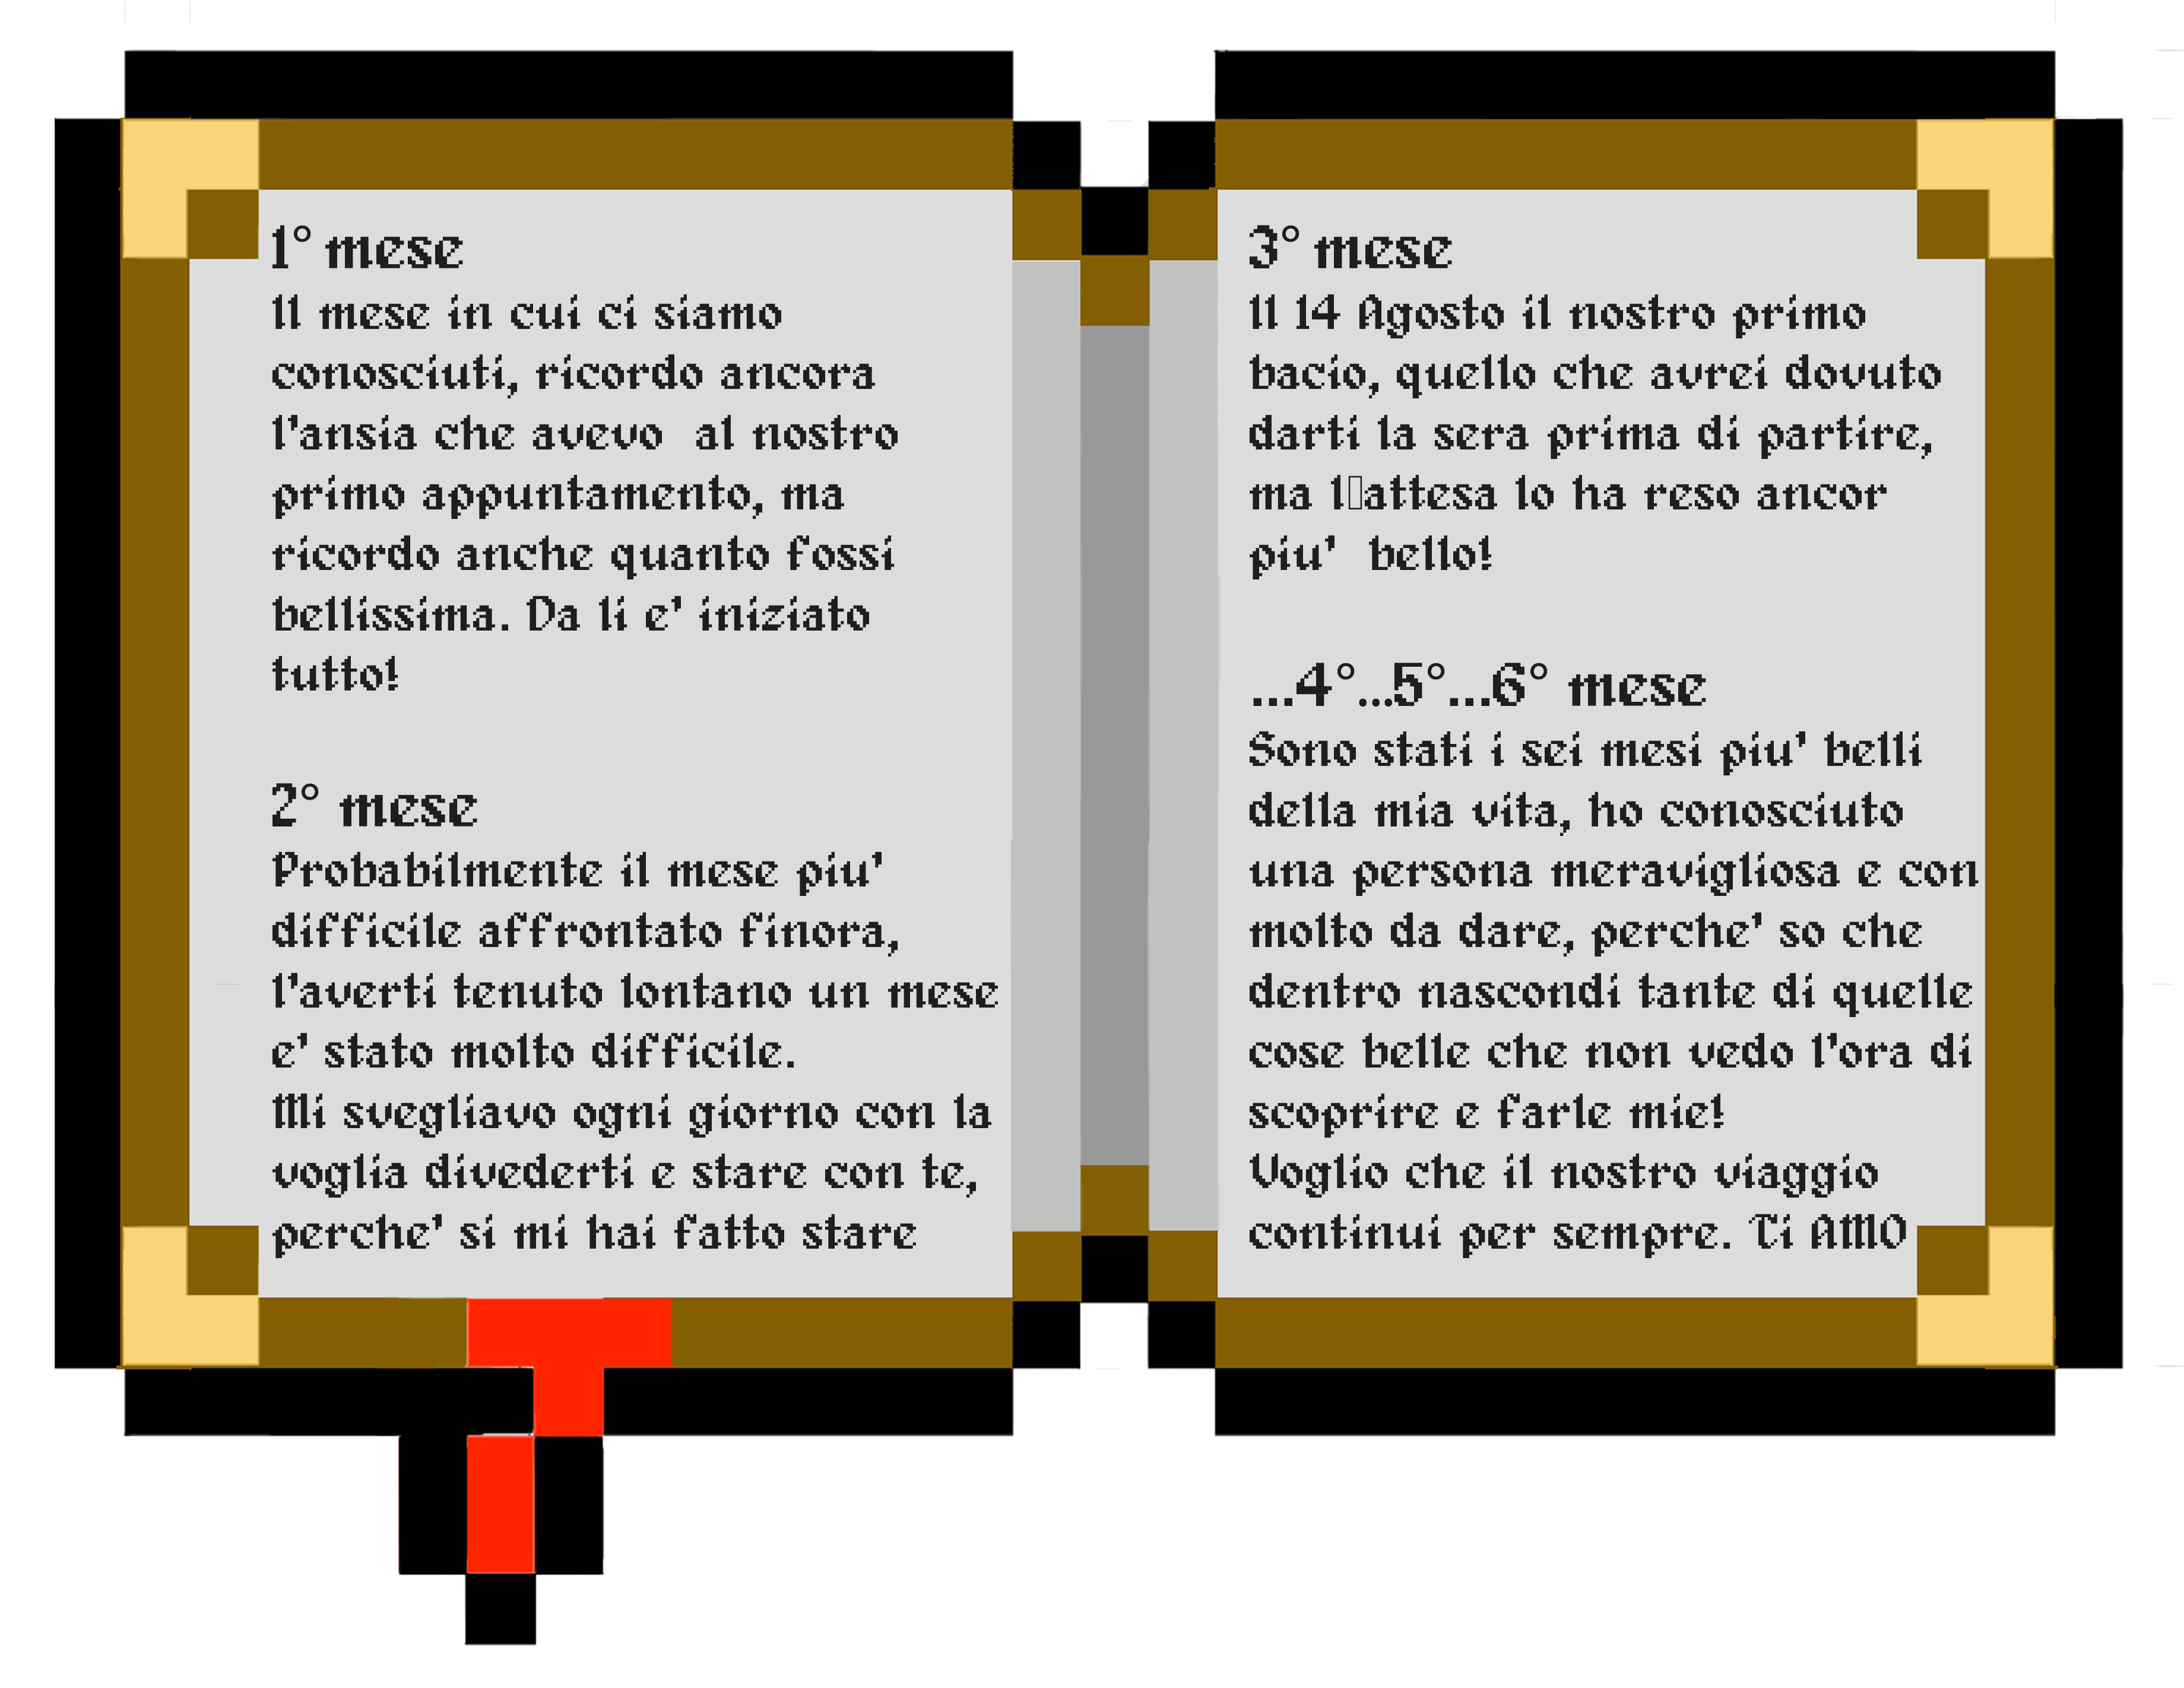 1° mese
Il mese in cui ci siamo
conosciuti, ricordo ancora
l'ansia che avevo  al nostro
primo appuntamento, ma
ricordo anche quanto fossi
bellissima. Da li e' iniziato
tutto!
2° mese
Probabilmente il mese piu'
difficile affrontato finora,
l'averti tenuto lontano un mese
e' stato molto difficile.
Mi svegliavo ogni giorno con la
voglia divederti e stare con te,
perche' si mi hai fatto stare
3° mese
Il 14 Agosto il nostro primo
bacio, quello che avrei dovuto
darti la sera prima di partire,
ma l▯attesa lo ha reso ancor
piu'  bello!
...4°...5°...6° mese
Sono stati i sei mesi piu' belli
della mia vita, ho conosciuto
una persona meravigliosa e con
molto da dare, perche' so che
dentro nascondi tante di quelle
cose belle che non vedo l'ora di
scoprire e farle mie!
Voglio che il nostro viaggio
continui per sempre. Ti AMO